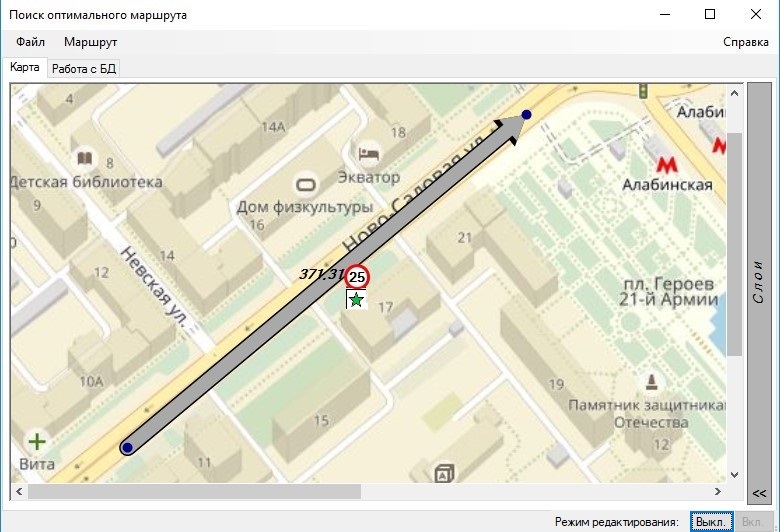 Поиск оптимального маршрута
Файл Маршрут Справка
Карта Работа с БД
4
14А
18
Алабинс
8
Детская библиотека
Экватор
Алабинская
9
Дом физкультуры
16
Ново-Садовая ул.
21
12
14
Невская ул.
371,31
25
17
пл. Героев
21-й Армии
Слои
10А
19
15
Памятник защитника
Отечества
12
Вита
11
<<
Режим редактирования: Выкл. Вкл.